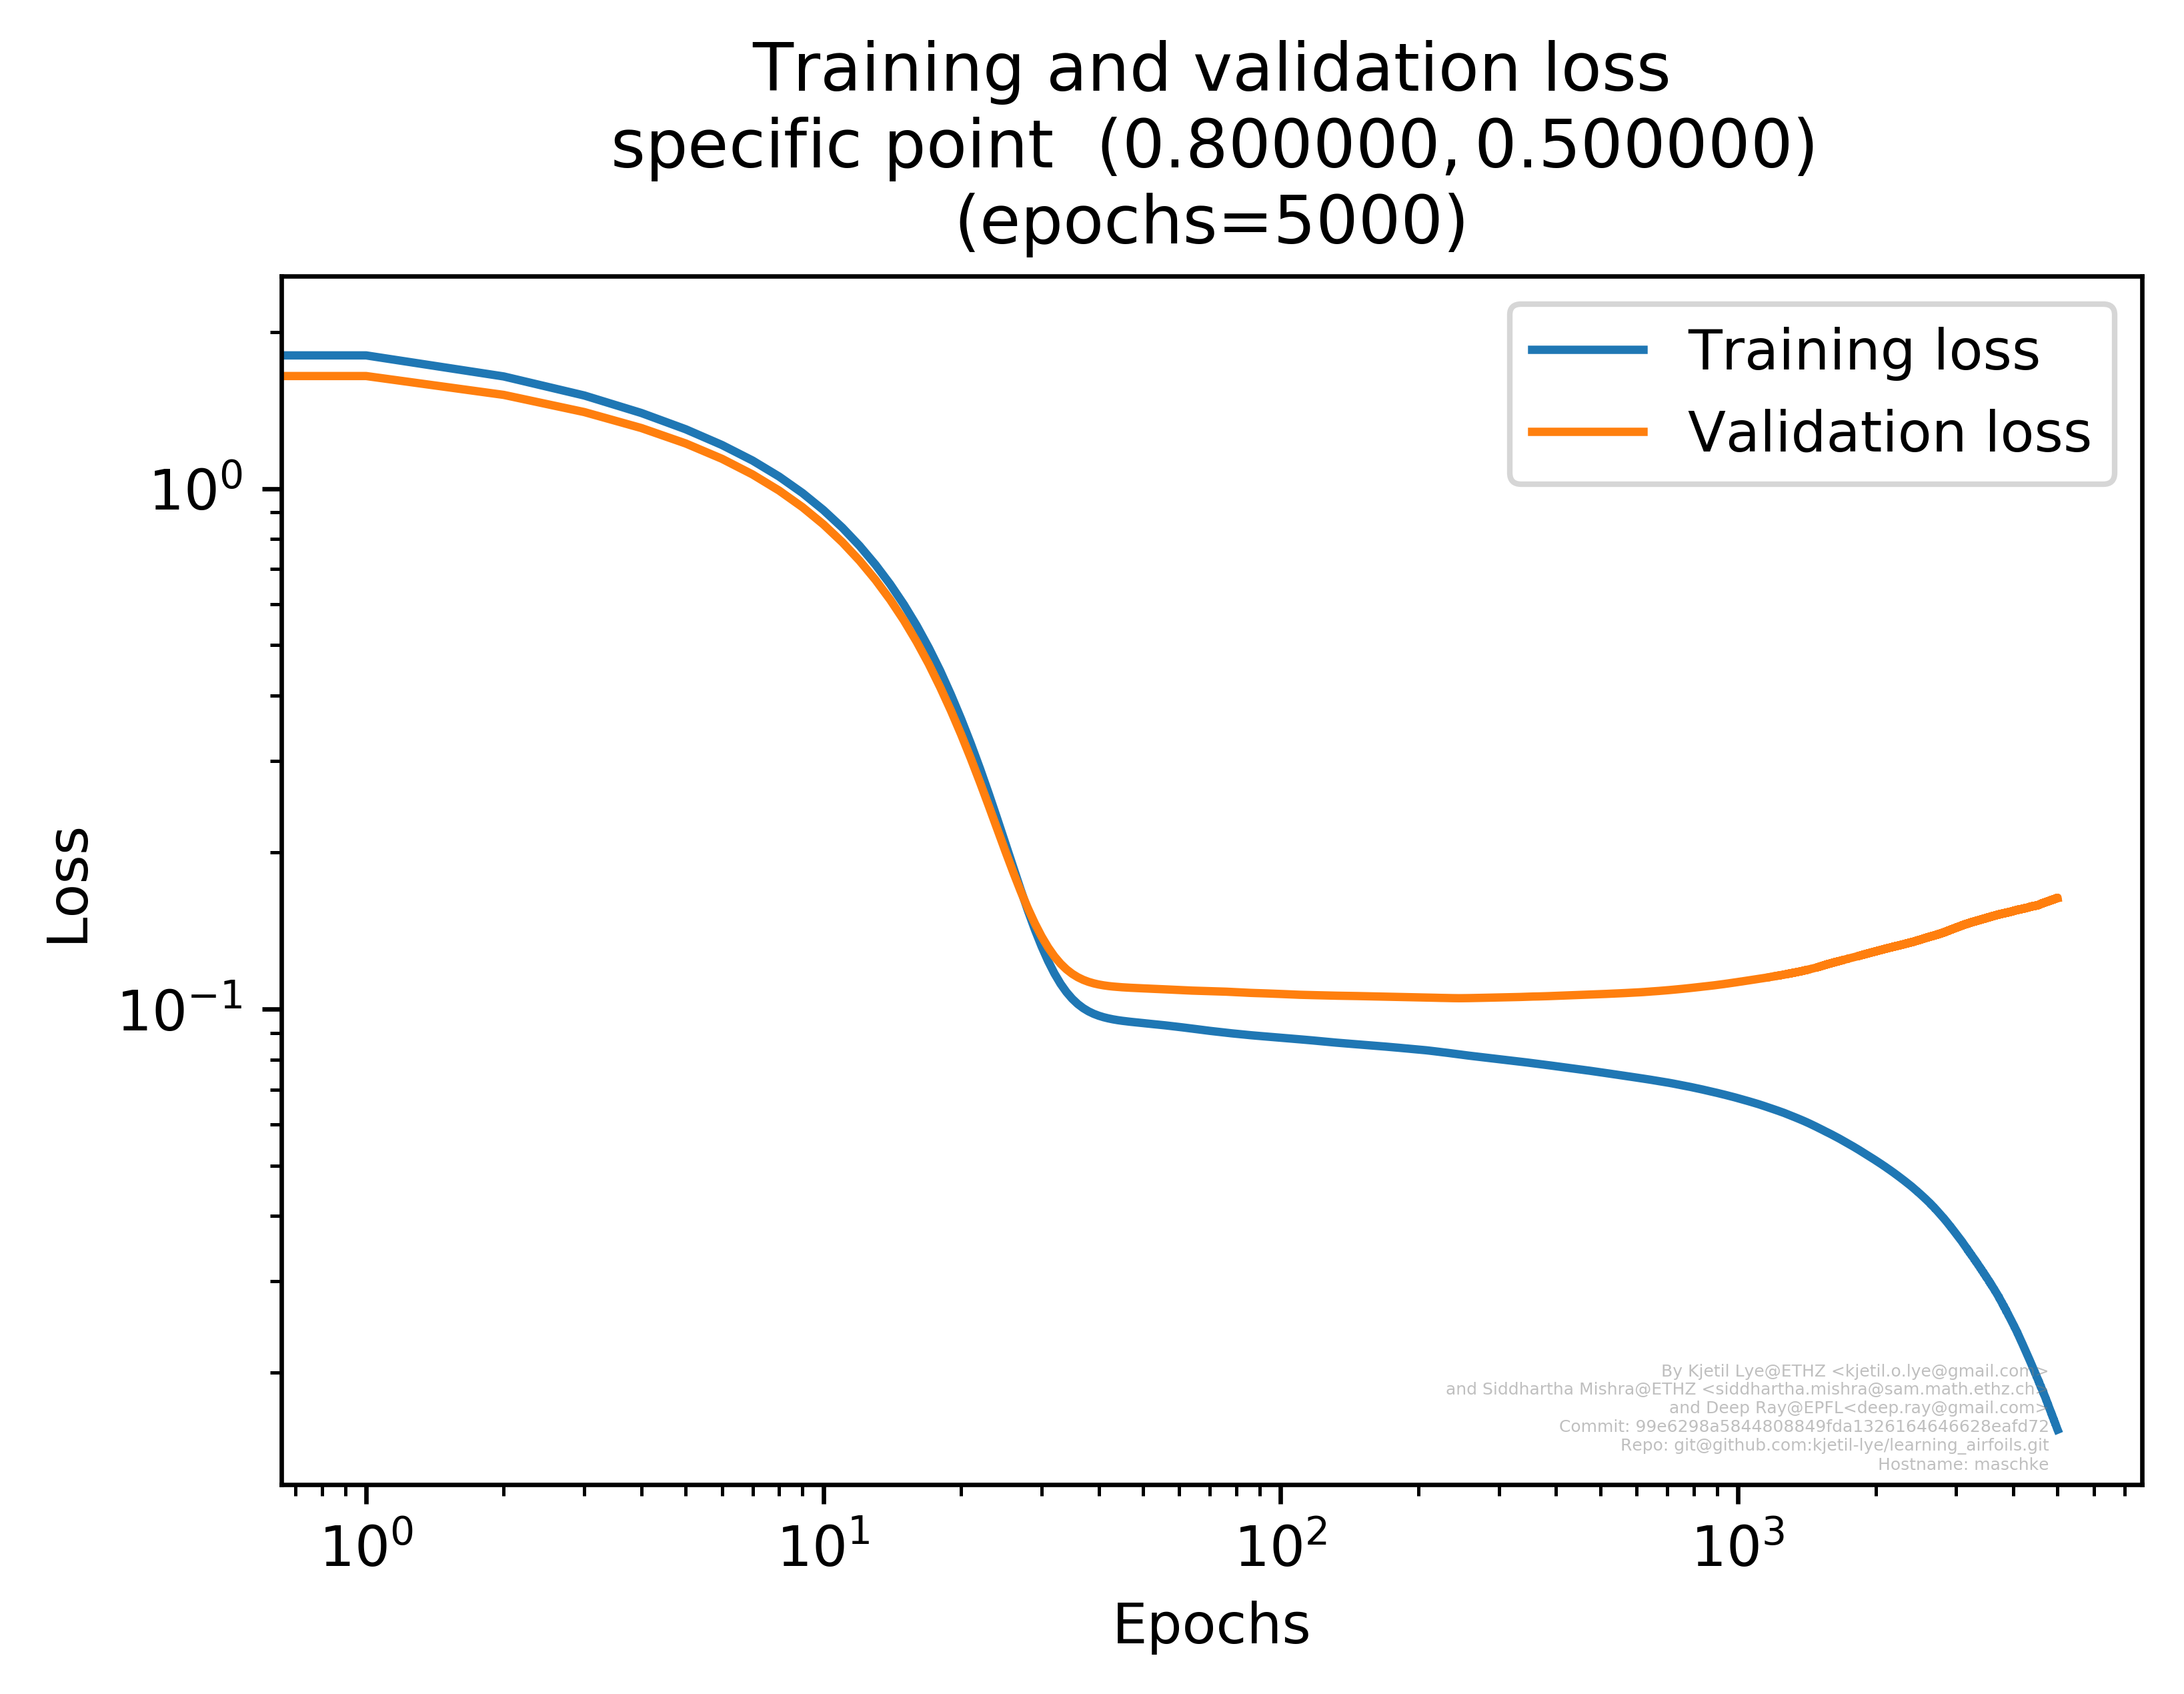 Training and validation loss
specific point (0.800000, 0.500000)
(epochs=5000)
Training loss
Validation loss
Loss
10^0
10^-1
10^0 10^1 10^2 10^3
Epochs
By Kjetil Lye@ETHZ <kjetil.o.lye@gmail.com>
and Siddhartha Mishra@ETHZ <siddhartha.mishra@sam.math.ethz.ch>
and Deep Ray@EPFL<deep.ray@gmail.com>
Commit: 99e6298a5844808849fda1326164646628eafd72
Repo: git@github.com:kjetil-lye/learning_airfoils.git
Hostname: maschke